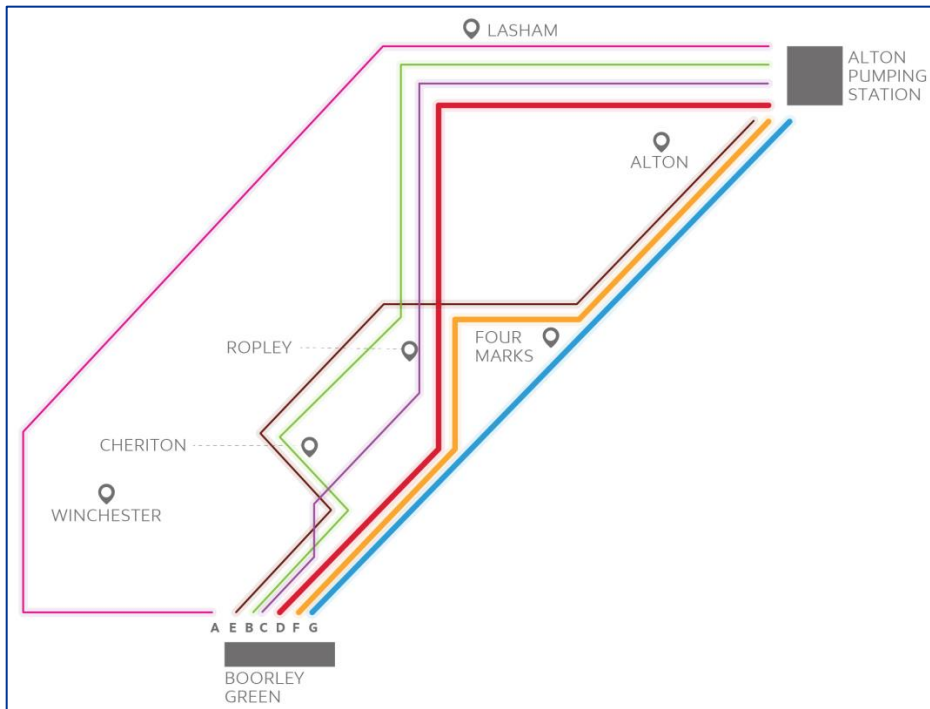 LASHAM
ALTON
PUMPING
STATION
ALTON
ROPLEY
FOUR
MARKS
CHERITON
WINCHESTER
A E B C D F G
BOORLEY
GREEN